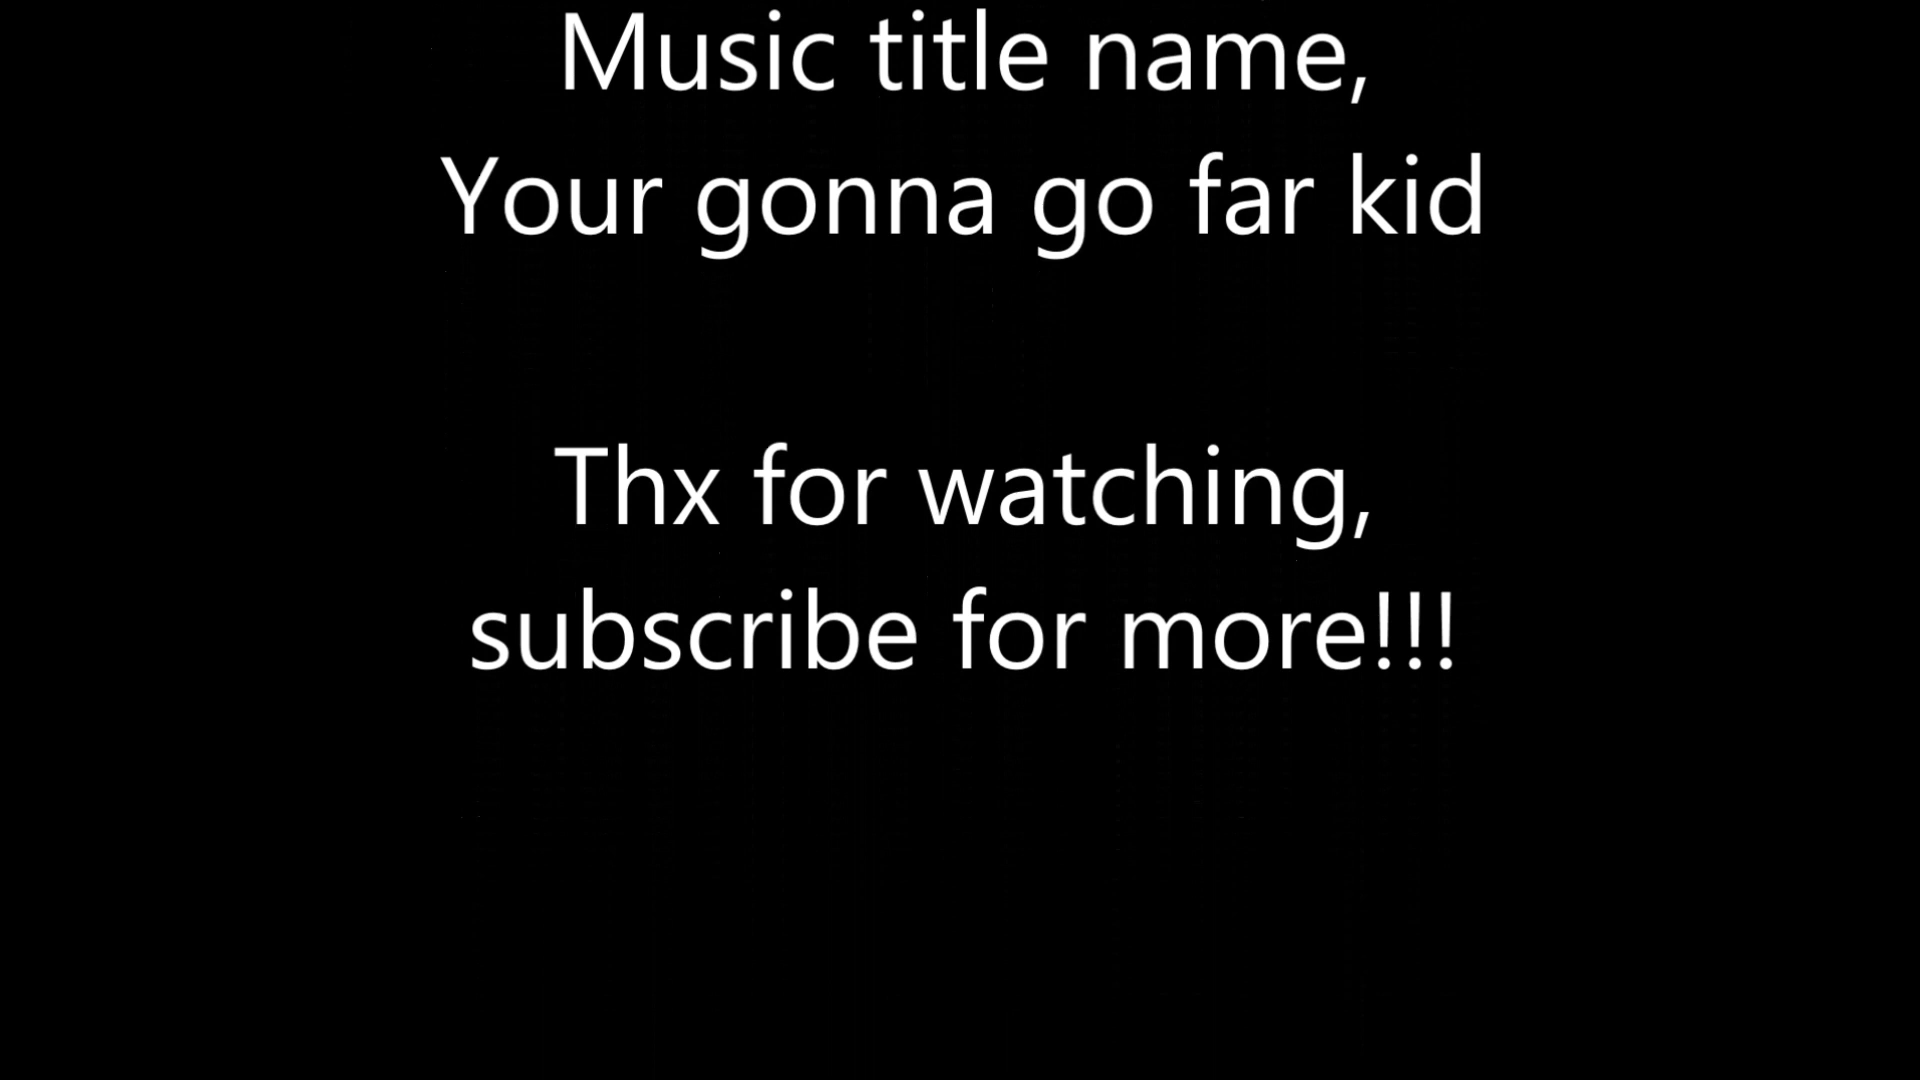 Music title name,
Your gonna go far kid
Thx for watching,
subscribe for more!!!